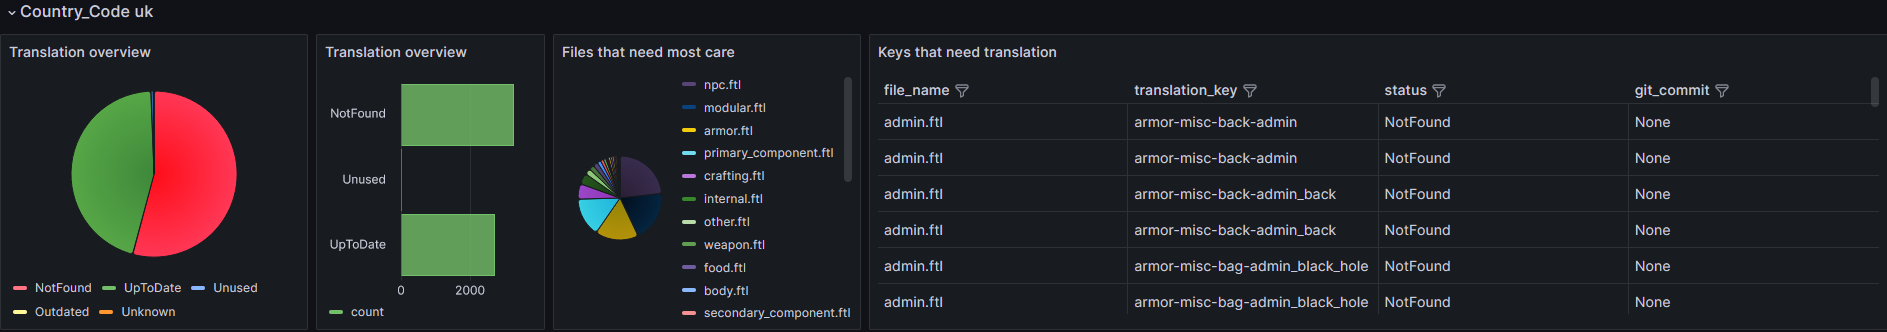 Country_Code uk
Translation overview
NotFound UpToDate Unused
Outdated Unknown
Translation overview
NotFound
Unused
UpToDate
0 2000
count
Files that need most care
npc.ftl
modular.ftl
armor.ftl
primary_component.ftl
crafting.ftl
internal.ftl
other.ftl
weapon.ftl
food.ftl
body.ftl
secondary_component.ftl
Keys that need translation
file_name translation_key status git_commit
admin.ftl armor-misc-back-admin NotFound None
admin.ftl armor-misc-back-admin NotFound None
admin.ftl armor-misc-back-admin_back NotFound None
admin.ftl armor-misc-back-admin_back NotFound None
admin.ftl armor-misc-bag-admin_black_hole NotFound None
admin.ftl armor-misc-bag-admin_black_hole NotFound None